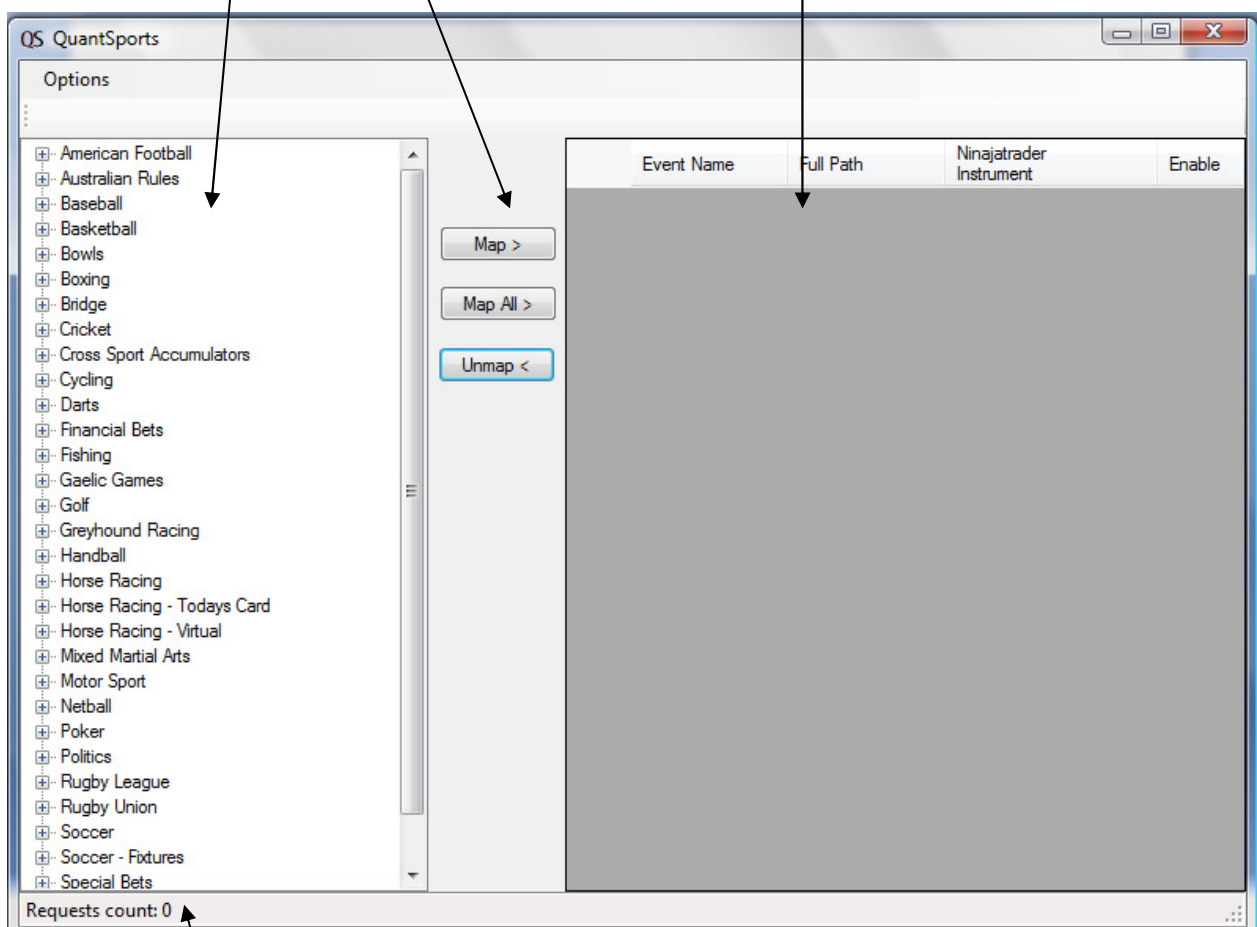 QS QuantSports
Options
American Football
Australian Rules
Baseball
Basketball
Bowls
Boxing
Bridge
Cricket
Cross Sport Accumulators
Cycling
Darts
Financial Bets
Fishing
Gaelic Games
Golf
Greyhound Racing
Handball
Horse Racing
Horse Racing - Todays Card
Horse Racing - Virtual
Mixed Martial Arts
Motor Sport
Netball
Poker
Politics
Rugby League
Rugby Union
Soccer
Soccer - Fixtures
Special Bets
Map >
Map All >
Unmap <
Event Name
Full Path
Ninajatrader
Instrument
Enable
Requests count: 0